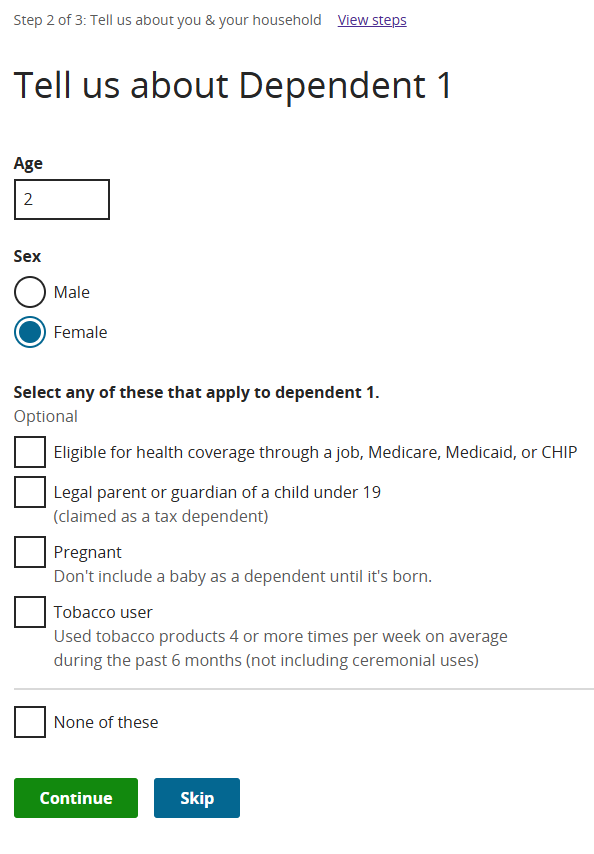 Step 2 of 3: Tell us about you & your household View steps
Tell us about Dependent 1
Age
2
Sex
Male
Female
Select any of these that apply to dependent 1.
Optional
Eligible for health coverage through a job, Medicare, Medicaid, or CHIP
Legal parent or guardian of a child under 19
(claimed as a tax dependent)
Pregnant
Don't include a baby as a dependent until it's born.
Tobacco user
Used tobacco products 4 or more times per week on average
during the past 6 months (not including ceremonial uses)
None of these
Continue Skip